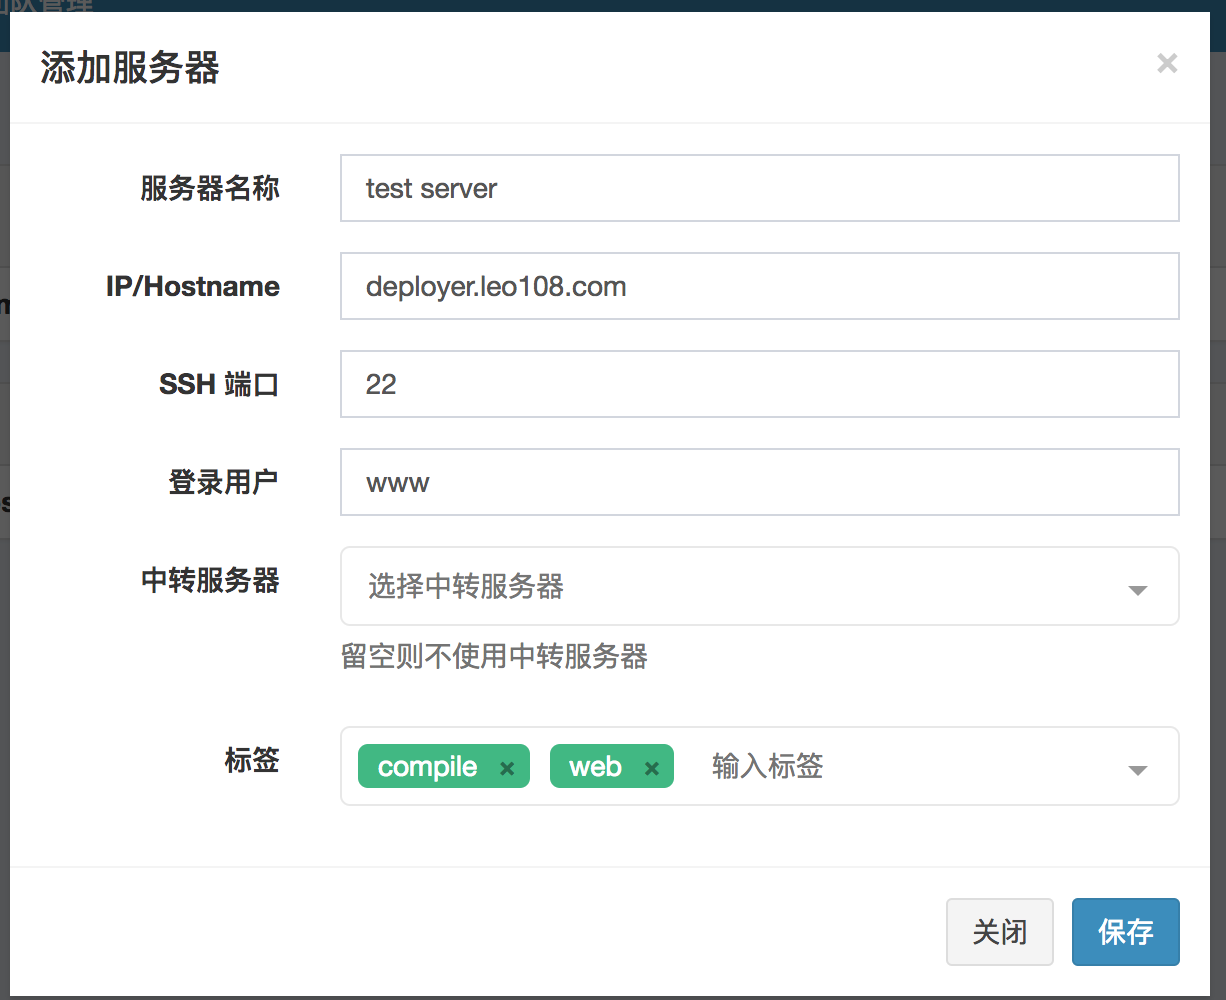 添加服务器
×
服务器名称 test server
IP/Hostname deployer.leo108.com
SSH 端口 22
登录用户 www
中转服务器 选择中转服务器
留空则不使用中转服务器
标签 compile × web × 输入标签
关闭 保存